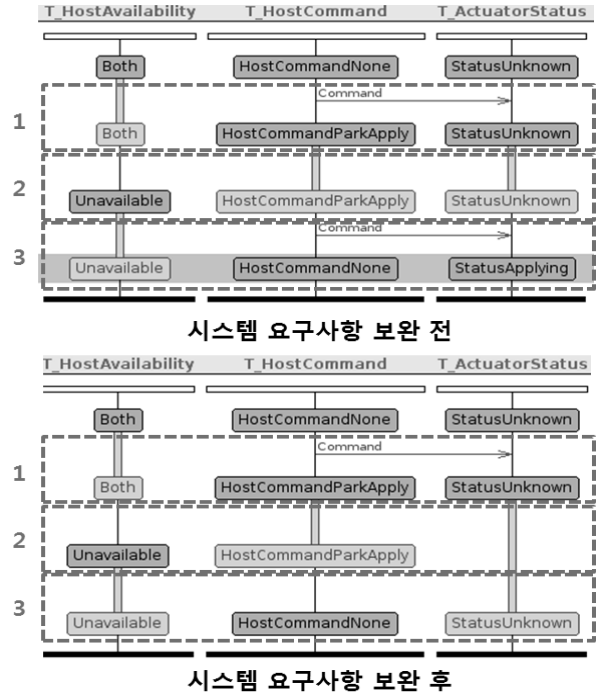 T_HostAvailability T_HostCommand T_ActuatorStatus
Both HostCommandNone StatusUnknown
Command
1
Both HostCommandParkApply StatusUnknown
2
Unavailable HostCommandParkApply StatusUnknown
Command
3
Unavailable HostCommandNone StatusApplying
시스템 요구사항 보완 전
T_HostAvailability T_HostCommand T_ActuatorStatus
Both HostCommandNone StatusUnknown
Command
1
Both HostCommandParkApply StatusUnknown
2
Unavailable HostCommandParkApply
3
Unavailable HostCommandNone StatusUnknown
시스템 요구사항 보완 후